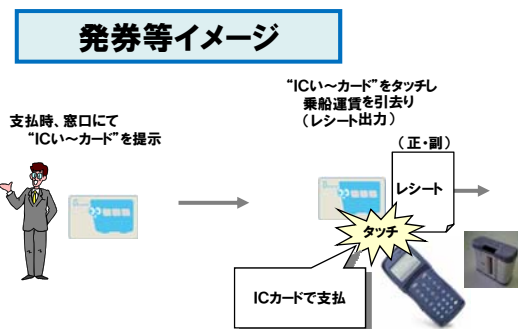 発券等イメージ
支払時、窓口にて
“ICい～カード”を提示
“ICい～カード”をタッチし
乗船運賃を引去り
（レシート出力）
（正・副）
レシート
タッチ
ICカードで支払